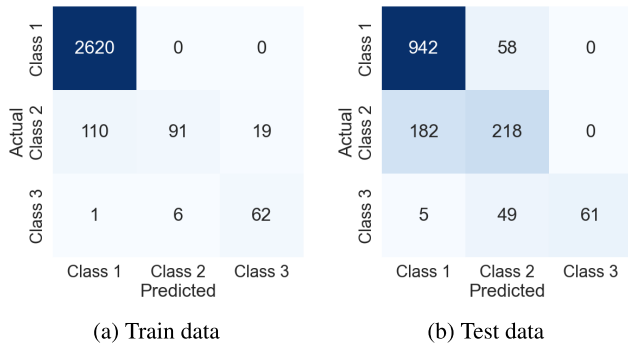 Actual
Class 1
Class 2
Class 3
2620 0 0
110 91 19
1 6 62
Class 1 Class 2 Class 3
Predicted
(a) Train data
Actual
Class 1
Class 2
Class 3
942 58 0
182 218 0
5 49 61
Class 1 Class 2 Class 3
Predicted
(b) Test data